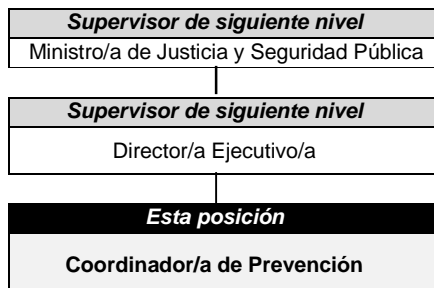 Supervisor de siguiente nivel
Ministro/a de Justicia y Seguridad Pública
Supervisor de siguiente nivel
Director/a Ejecutivo/a
Esta posición
Coordinador/a de Prevención